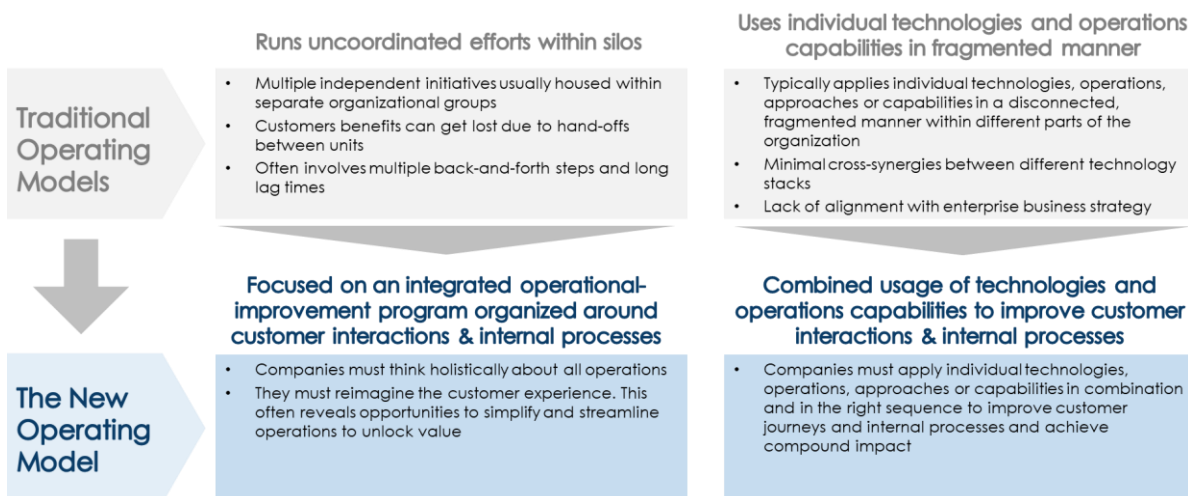 Runs uncoordinated efforts within silos
Uses individual technologies and operations
capabilities in fragmented manner
Traditional
Operating
Models
• Multiple independent initiatives usually housed within
separate organizational groups
• Customers benefits can get lost due to hand-offs
between units
• Often involves multiple back-and-forth steps and long
lag times
• Typically applies individual technologies, operations,
approaches or capabilities in a disconnected,
fragmented manner within different parts of the
organization
• Minimal cross-synergies between different technology
stacks
• Lack of alignment with enterprise business strategy
Focused on an integrated operational-
improvement program organized around
customer interactions & internal processes
Combined usage of technologies and
operations capabilities to improve customer
interactions & internal processes
The New
Operating
Model
• Companies must think holistically about all operations
• They must reimagine the customer experience. This
often reveals opportunities to simplify and streamline
operations to unlock value
• Companies must apply individual technologies,
operations, approaches or capabilities in combination
and in the right sequence to improve customer
journeys and internal processes and achieve
compound impact